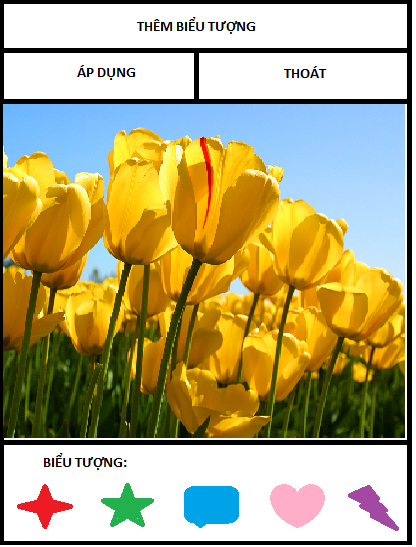 THÊM BIỂU TƯỢNG
ÁP DỤNG
THOÁT
BIỂU TƯỢNG: